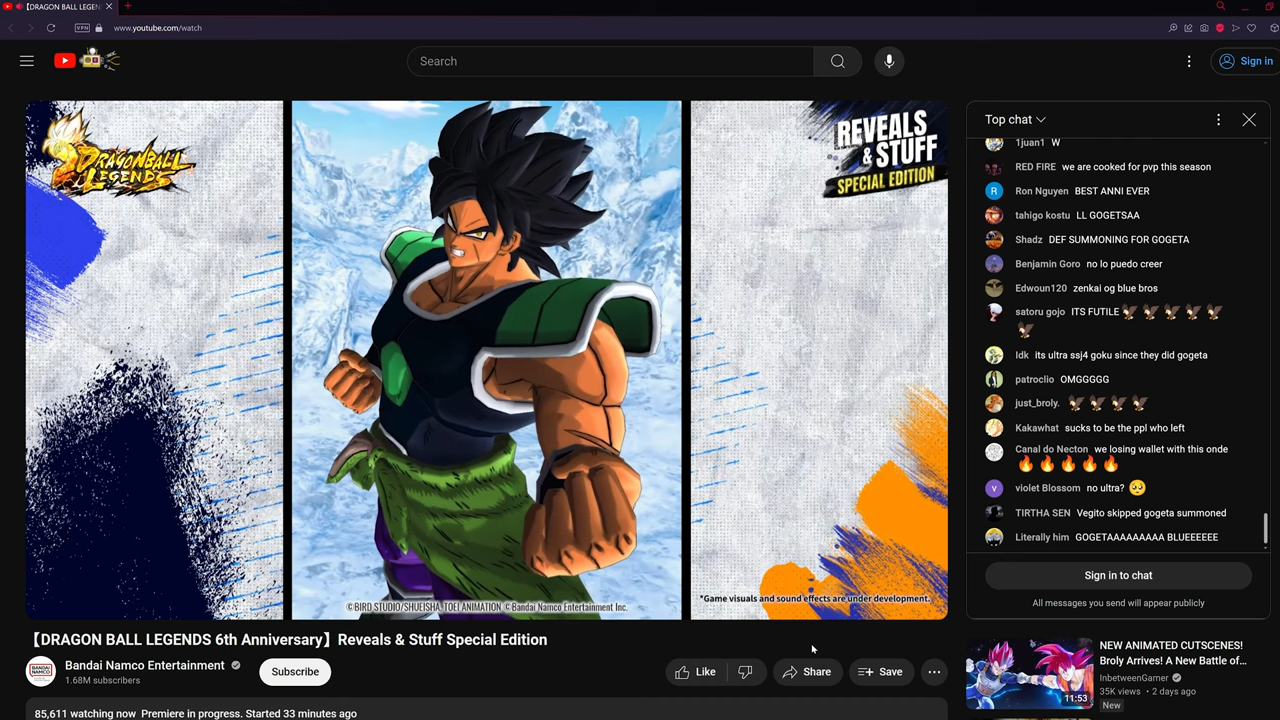 【DRAGON BALL LEGEN
VPN
www.youtube.com/watch
Search
Sign in
DRAGONBALL
LEGENDS
REVEALS
& STUFF
SPECIAL EDITION
©BIRD STUDIO/SHUEISHA, TOEI ANIMATION ©Bandai Namco Entertainment Inc.
*Game visuals and sound effects are under development.
Top chat
1juan1 W
RED FIRE we are cooked for pvp this season
R Ron Nguyen BEST ANNI EVER
tahigo kostu LL GOGETSAA
Shadz DEF SUMMONING FOR GOGETA
Benjamin Goro no lo puedo creer
Edwoun120 zenkai og blue bros
satoru gojo ITS FUTILE 🦅 🦅 🦅 🦅 🦅
🦅
Idk its ultra ssj4 goku since they did gogeta
patroclio OMGGGGG
just_broly. 🦅 🦅 🦅 🦅
Kakawhat sucks to be the ppl who left
Canal do Necton we losing wallet with this onde
🔥 🔥 🔥 🔥 🔥
v violet Blossom no ultra? 🥺
TIRTHA SEN Vegito skipped gogeta summoned
Literally him GOGETAAAAAAAAA BLUEEEEEE
Sign in to chat
All messages you send will appear publicly
【DRAGON BALL LEGENDS 6th Anniversary】Reveals & Stuff Special Edition
BANDAI
NAMCO
Bandai Namco Entertainment
1.68M subscribers
Subscribe
Like
Share
Save
85,611 watching now Premiere in progress. Started 33 minutes ago
11:53
NEW ANIMATED CUTSCENES!
Broly Arrives! A New Battle of…
InbetweenGamer
35K views • 2 days ago
New